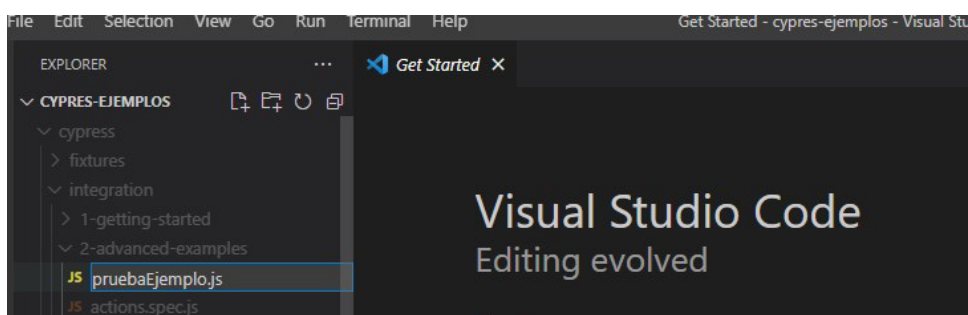 File Edit Selection View Go Run Terminal Help Get Started - cypres-ejemplos - Visual Stu
EXPLORER ... Get Started
CYPRES-EJEMPLOS
cypress
fixtures
integration
1-getting-started
2-advanced-examples
JS pruebaEjemplo.js
JS actions.spec.js
Visual Studio Code
Editing evolved